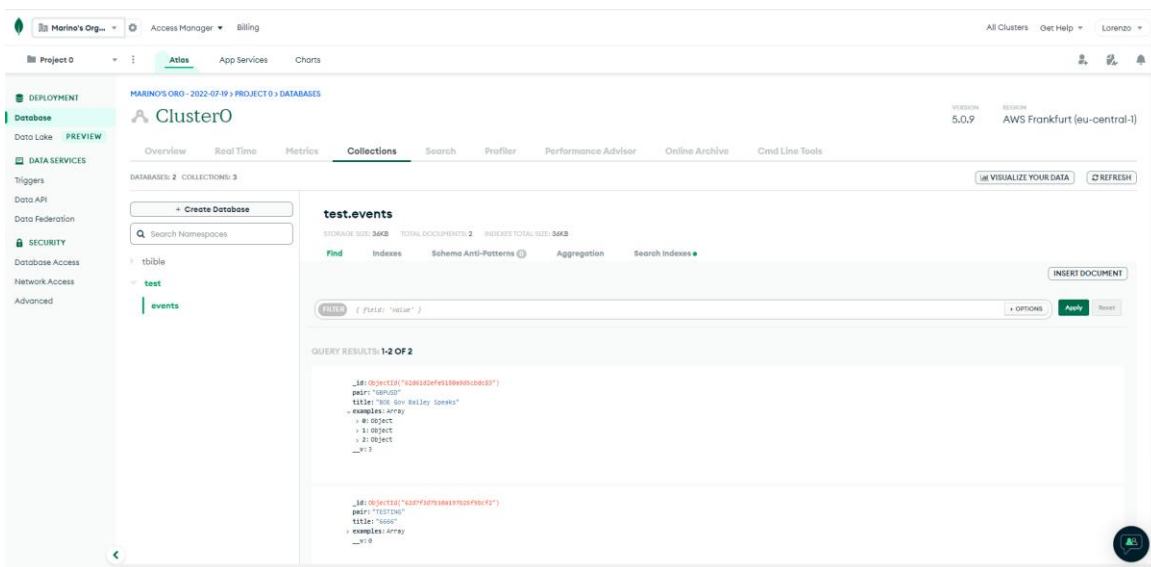 Marino's Org... Access Manager Billing All Clusters Get Help Lorenzo
Project 0 Atlas App Services Charts
DEPLOYMENT
Database
Data Lake PREVIEW
DATA SERVICES
Triggers
Data API
Data Federation
SECURITY
Database Access
Network Access
Advanced
MARINO'S ORG - 2022-07-19 > PROJECT 0 > DATABASES
Cluster0
VERSION REGION
5.0.9 AWS Frankfurt (eu-central-1)
Overview Real Time Metrics Collections Search Profiler Performance Advisor Online Archive Cmd Line Tools
DATABASES: 2 COLLECTIONS: 3 VISUALIZE YOUR DATA REFRESH
+ Create Database
Search Namespaces
tbible
test
events
test.events
STORAGE SIZE: 36KB TOTAL DOCUMENTS: 2 INDEXES TOTAL SIZE: 36KB
Find Indexes Schema Anti-Patterns 0 Aggregation Search Indexes
INSERT DOCUMENT
FILTER { field: 'value' } OPTIONS Apply Reset
QUERY RESULTS: 1-2 OF 2
_id: ObjectId("
pair: "GBPUSD"
title: "BOE Gov Bailey Speaks"
examples: Array
0: Object
1: Object
2: Object
__v: 3
_id: ObjectId("
pair: "TESTING"
title: "6666"
examples: Array
__v: 0